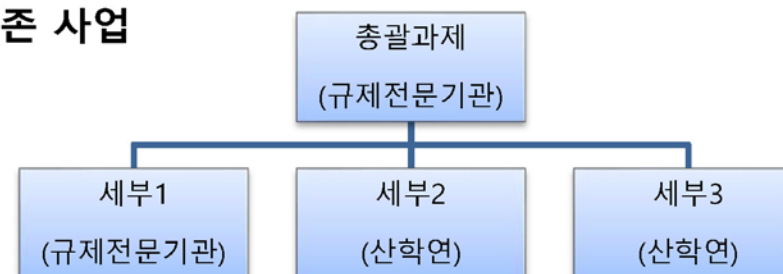 존 사업
총괄과제
(규제전문기관)
세부1
(규제전문기관)
세부2
(산학연)
세부3
(산학연)